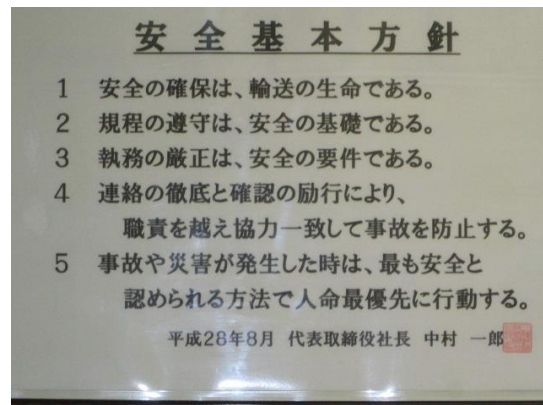 安全基本方針
1 安全の確保は、輸送の生命である。
2 規程の遵守は、安全の基礎である。
3 執務の厳正は、安全の要件である。
4 連絡の徹底と確認の励行により、
職責を越え協力一致して事故を防止する。
5 事故や災害が発生した時は、最も安全と
認められる方法で人命最優先に行動する。
平成28年8月 代表取締役社長 中村 一郎